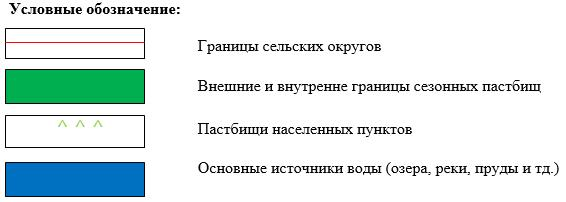 Условные обозначение:
Границы сельских округов
Внешние и внутренне границы сезонных пастбищ
Пастбищи населенных пунктов
Основные источники воды (озера, реки, пруды и тд.)